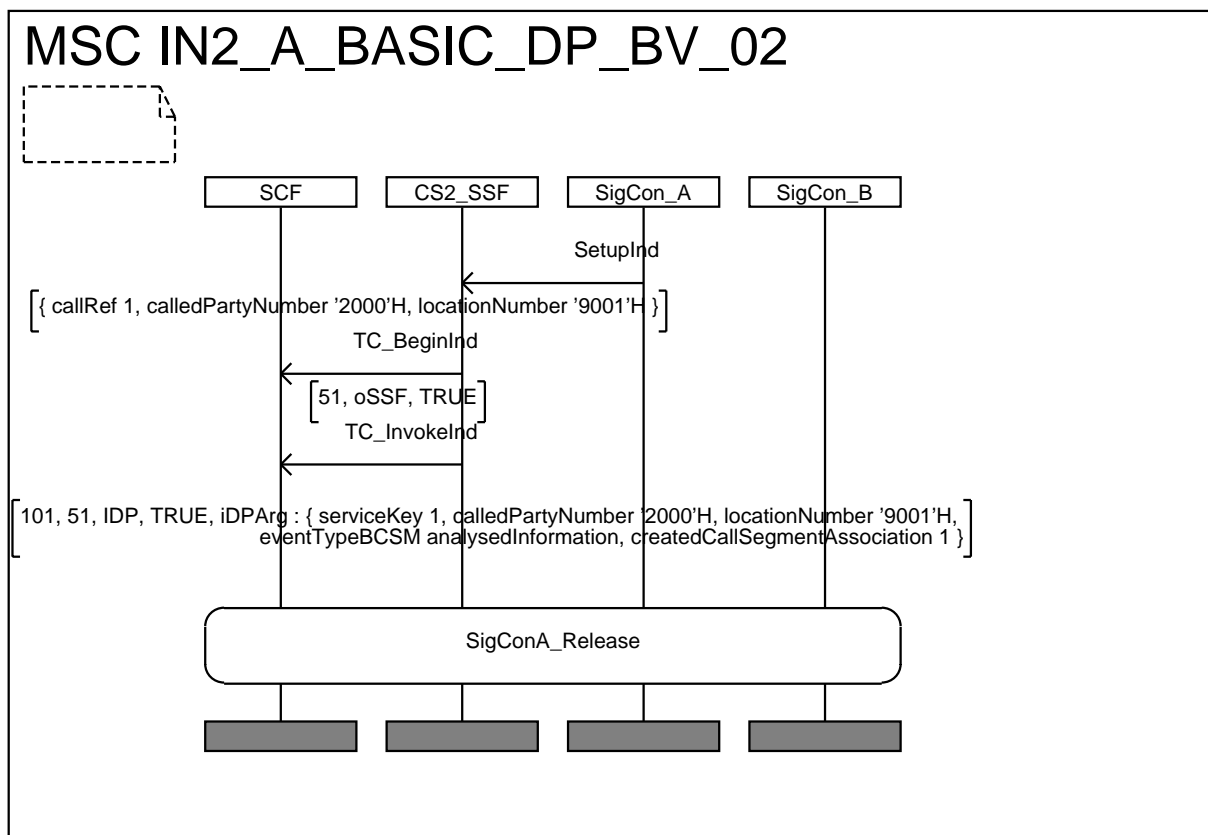 MSC IN2_A_BASIC_DP_BV_02
SCF CS2_SSF SigCon_A SigCon_B
SetupInd
{ callRef 1, calledPartyNumber '2000'H, locationNumber '9001'H }
TC_BeginInd
51, oSSF, TRUE
TC_InvokeInd
101, 51, IDP, TRUE, iDPArg : { serviceKey 1, calledPartyNumber '2000'H, locationNumber '9001'H,
eventTypeBCSM analysedInformation, createdCallSegmentAssociation 1 }
SigConA_Release